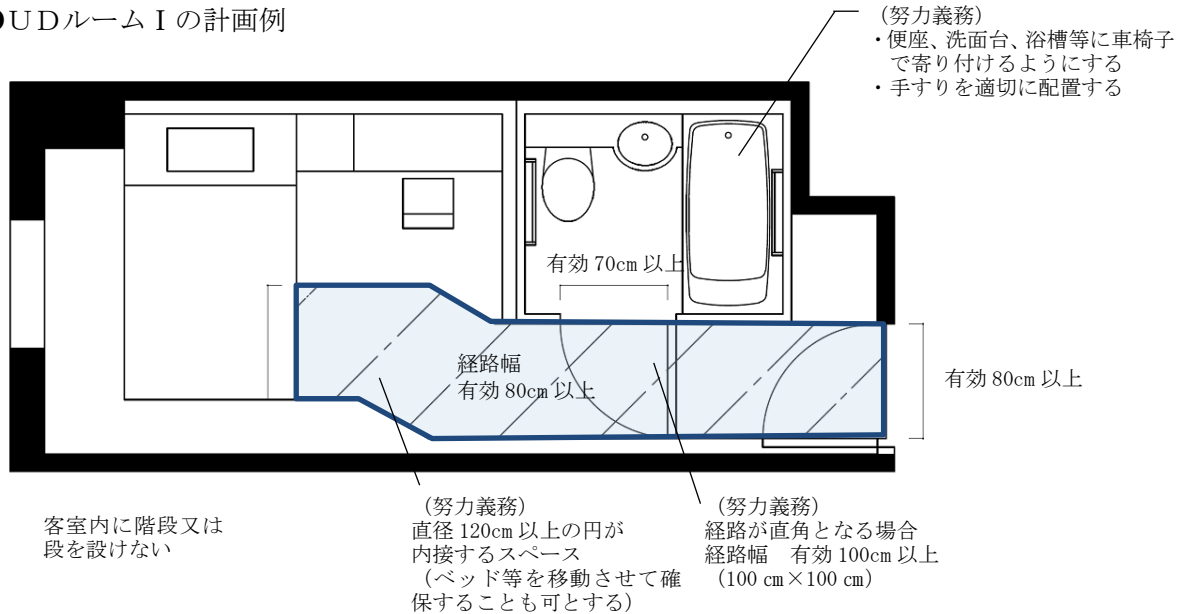 ●UDルームⅠの計画例
(努力義務)
・便座、洗面台、浴槽等に車椅子
で寄り付けるようにする
・手すりを適切に配置する
有効 70cm 以上
経路幅
有効 80cm 以上
有効 80cm 以上
客室内に階段又は
段を設けない
(努力義務)
直径 120cm 以上の円が
内接するスペース
(ベッド等を移動させて確
保することも可とする)
(努力義務)
経路が直角となる場合
経路幅 有効 100cm 以上
(100 ㎝×100 ㎝)